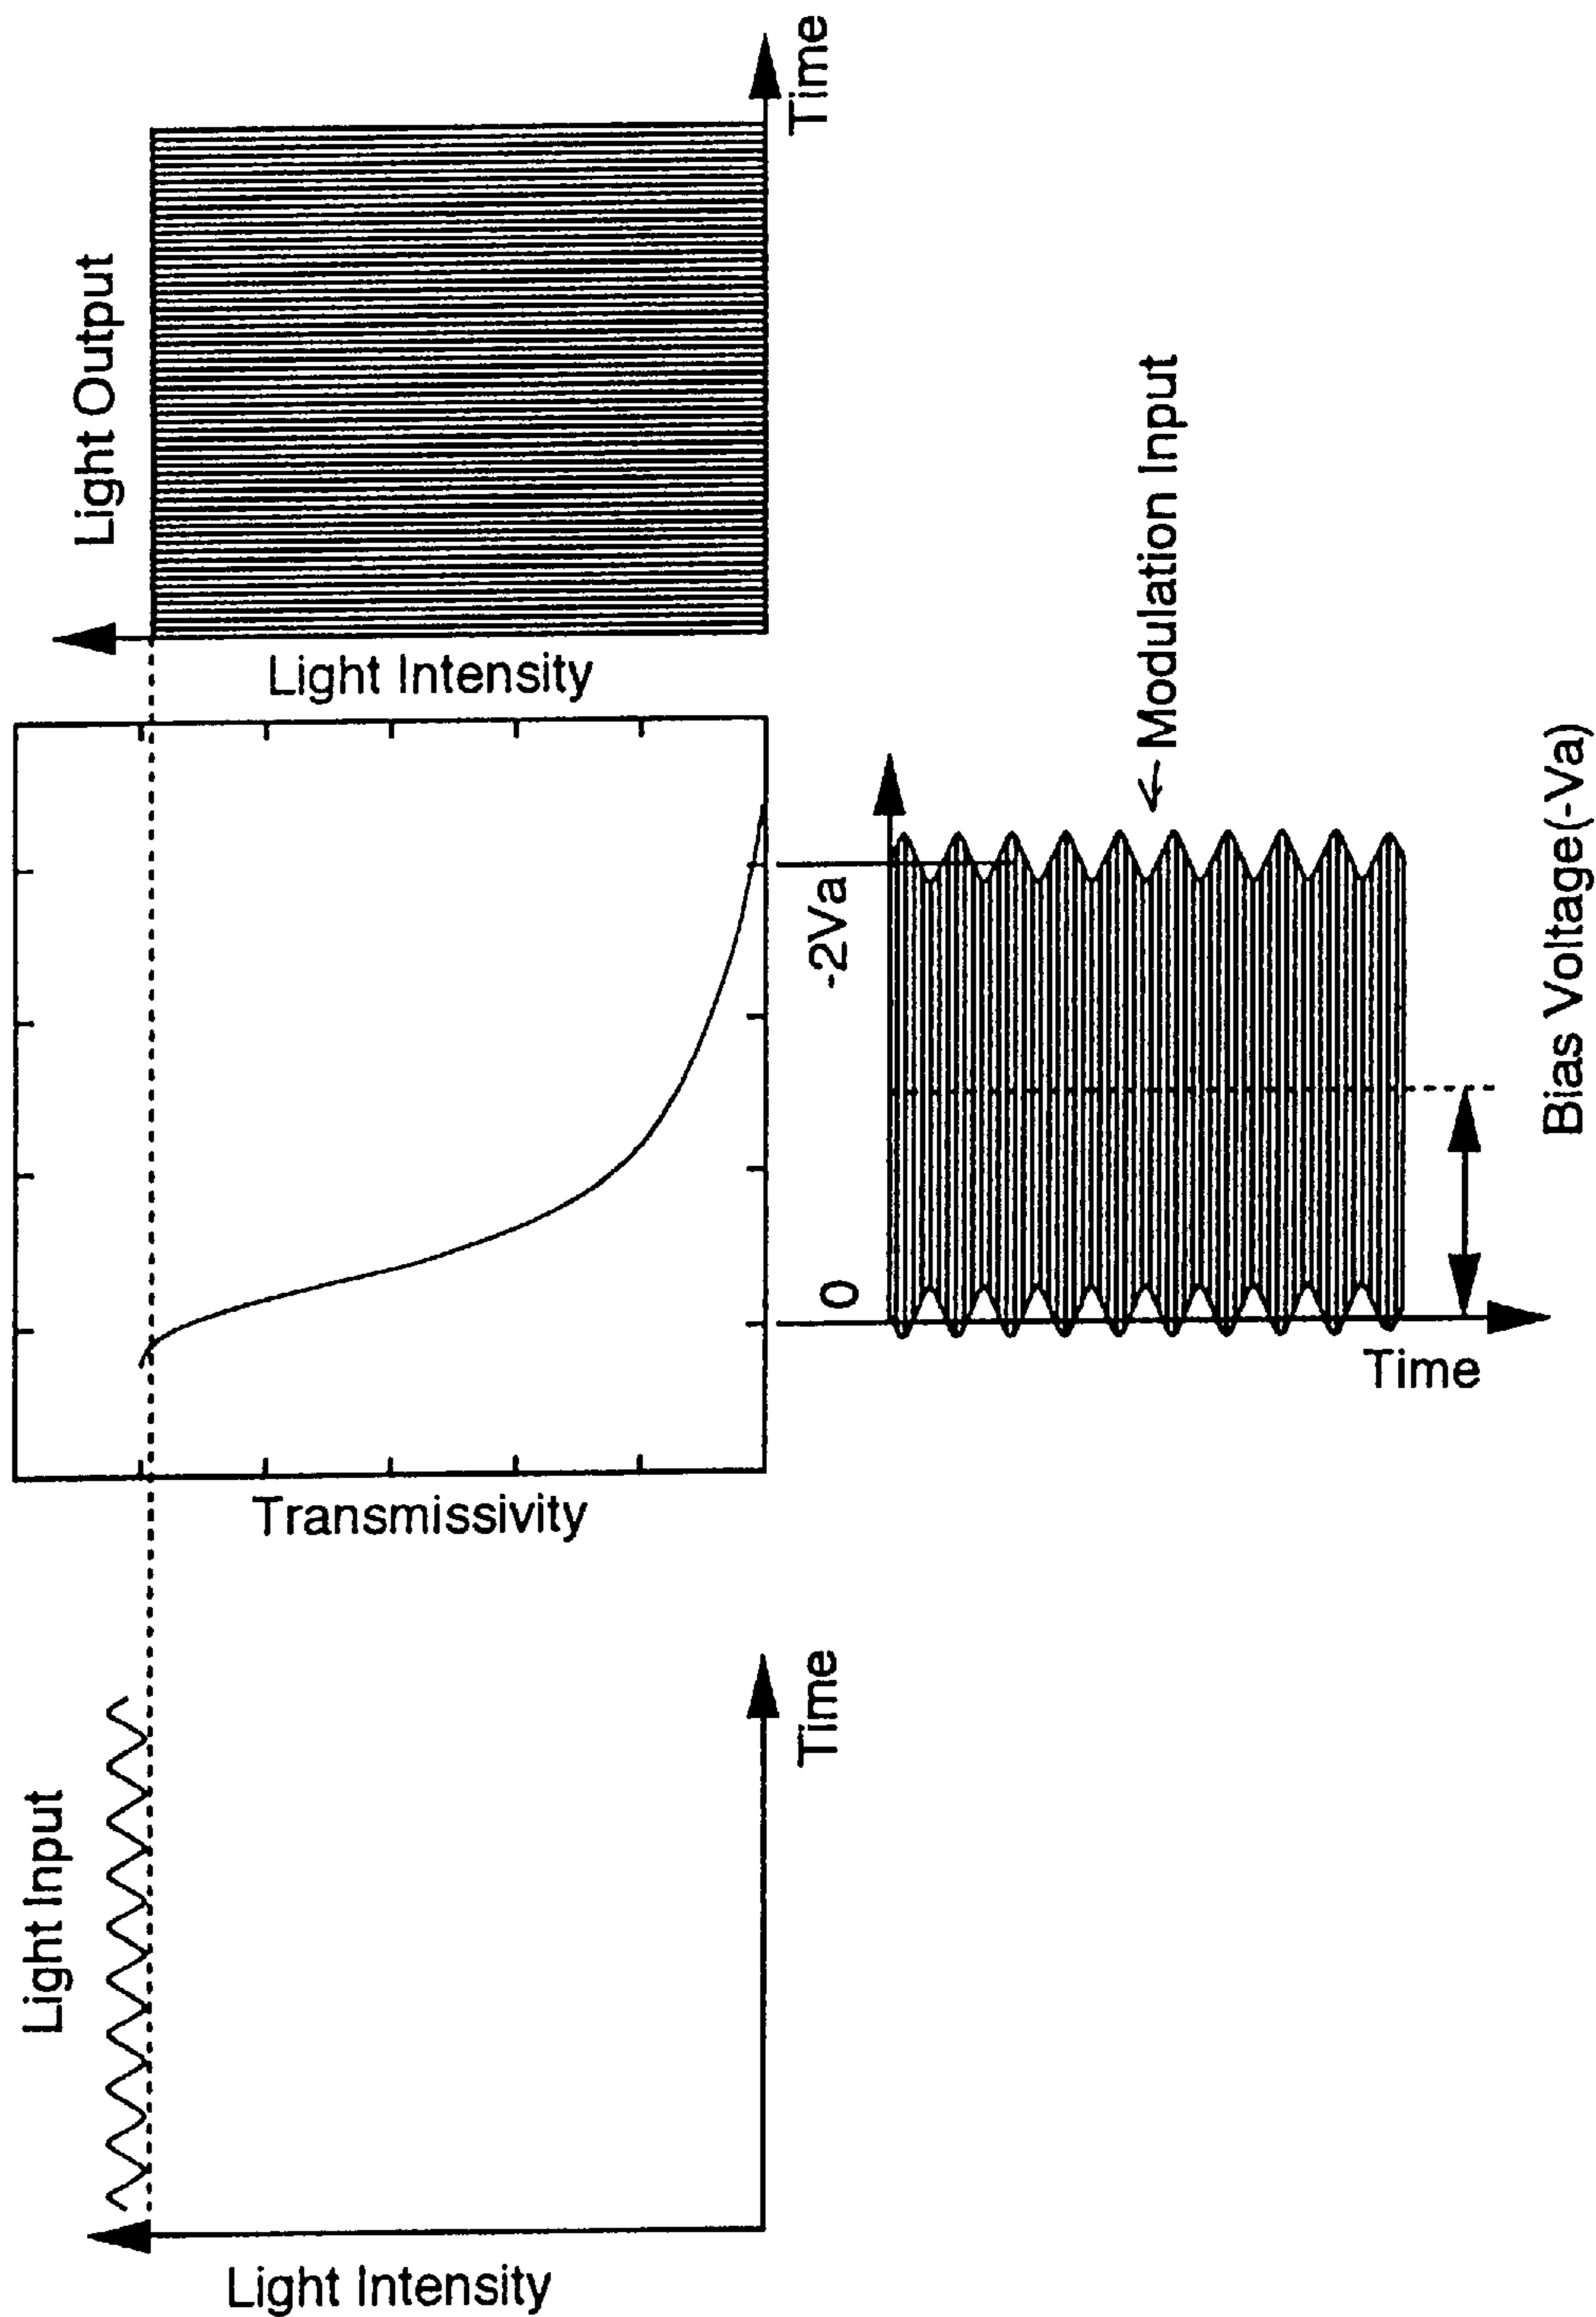 Light Input
Light Intensity
Time
Transmissivity
Light Output
Light Intensity
Time
0
-2Va
Time
← Modulation Input
Bias Voltage(-Va)